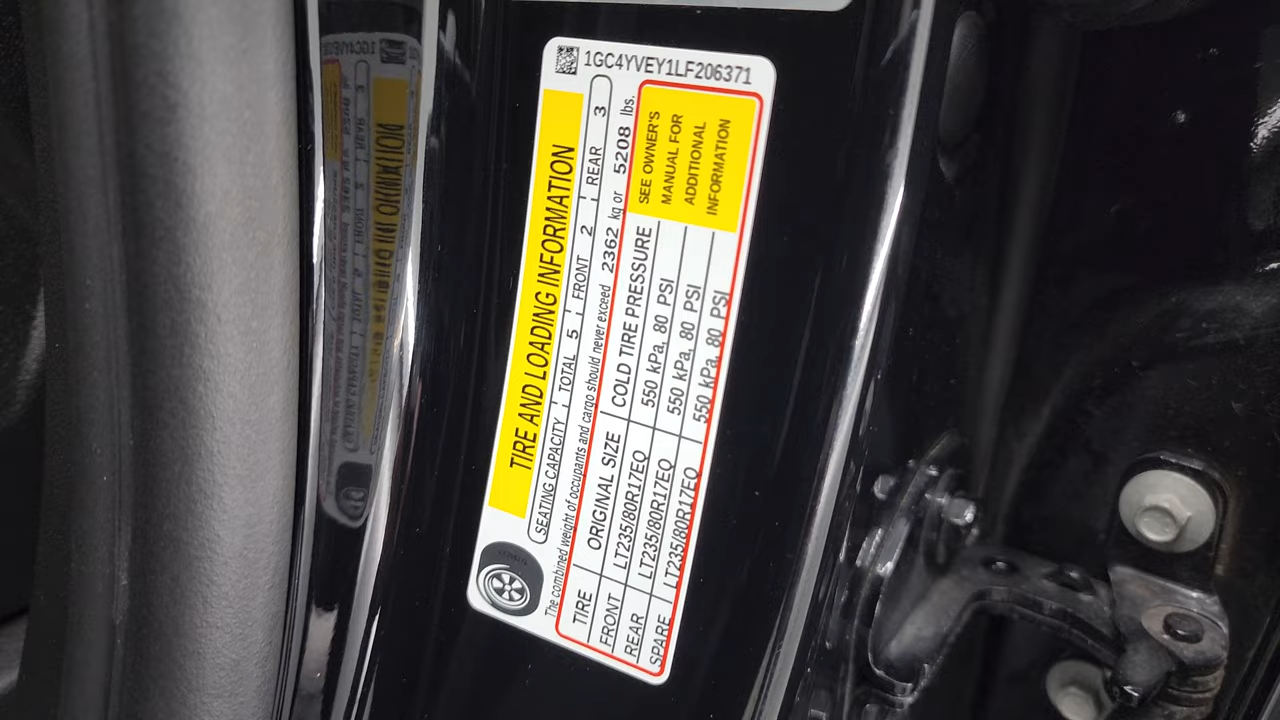 1GC4YVEY1LF206371
TIRE AND LOADING INFORMATION
SEATING CAPACITY TOTAL 5 FRONT 2 REAR 3
The combined weight of occupants and cargo should never exceed 2362 kg or 5208 lbs.
TIRE ORIGINAL SIZE COLD TIRE PRESSURE
FRONT LT235/80R17EQ 550 kPa, 80 PSI
REAR LT235/80R17EQ 550 kPa, 80 PSI
SPARE LT235/80R17EQ 550 kPa, 80 PSI
SEE OWNER'S
MANUAL FOR
ADDITIONAL
INFORMATION